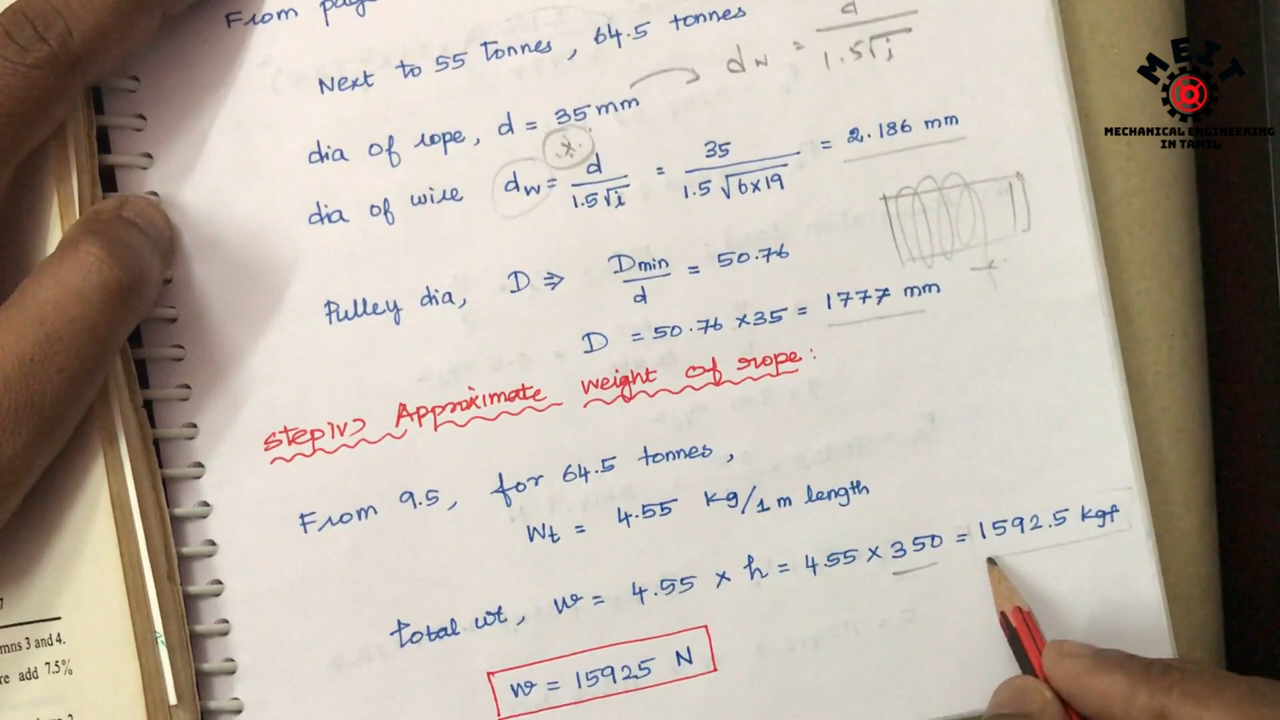 From
Next to 55 Tonnes, 64.5 tonnes
dN = d / 1.5√i
dia of rope, d = 35 mm
dia of wire dw = d / 1.5√i = 35 / 1.5 √6×19 = 2.186 mm
Pulley dia, D ⇒ Dmin / d = 50.76
D = 50.76 × 35 = 1777 mm
Step iv) Approximate weight of rope:
From 9.5, for 64.5 tonnes,
Wt = 4.55 kg/1m length
total wt, w = 4.55 × h = 455 × 350 = 1592.5 kgf
w = 15925 N
MEIT
MECHANICAL ENGINEERING
IN TAMIL
7
mns 3 and 4.
re add 7.5%